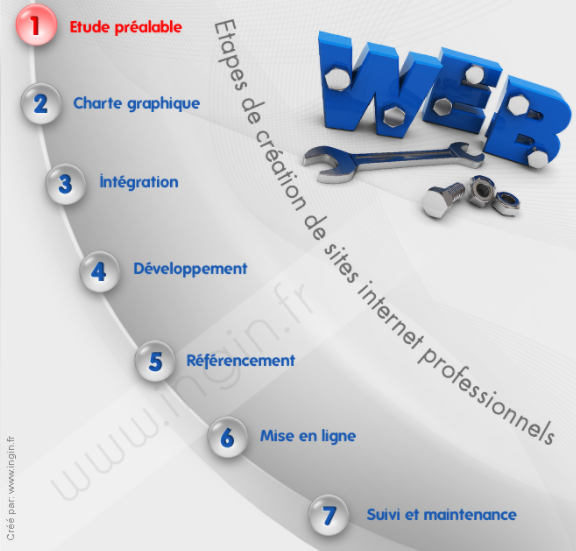 1 Etude préalable
2 Charte graphique
3 İntégration
4 Développement
5 Référencement
6 Mise en ligne
7 Suivi et maintenance
Etapes de création de sites internet professionnels
WEB
www.ingin.fr
Créé par: www.ingin.fr